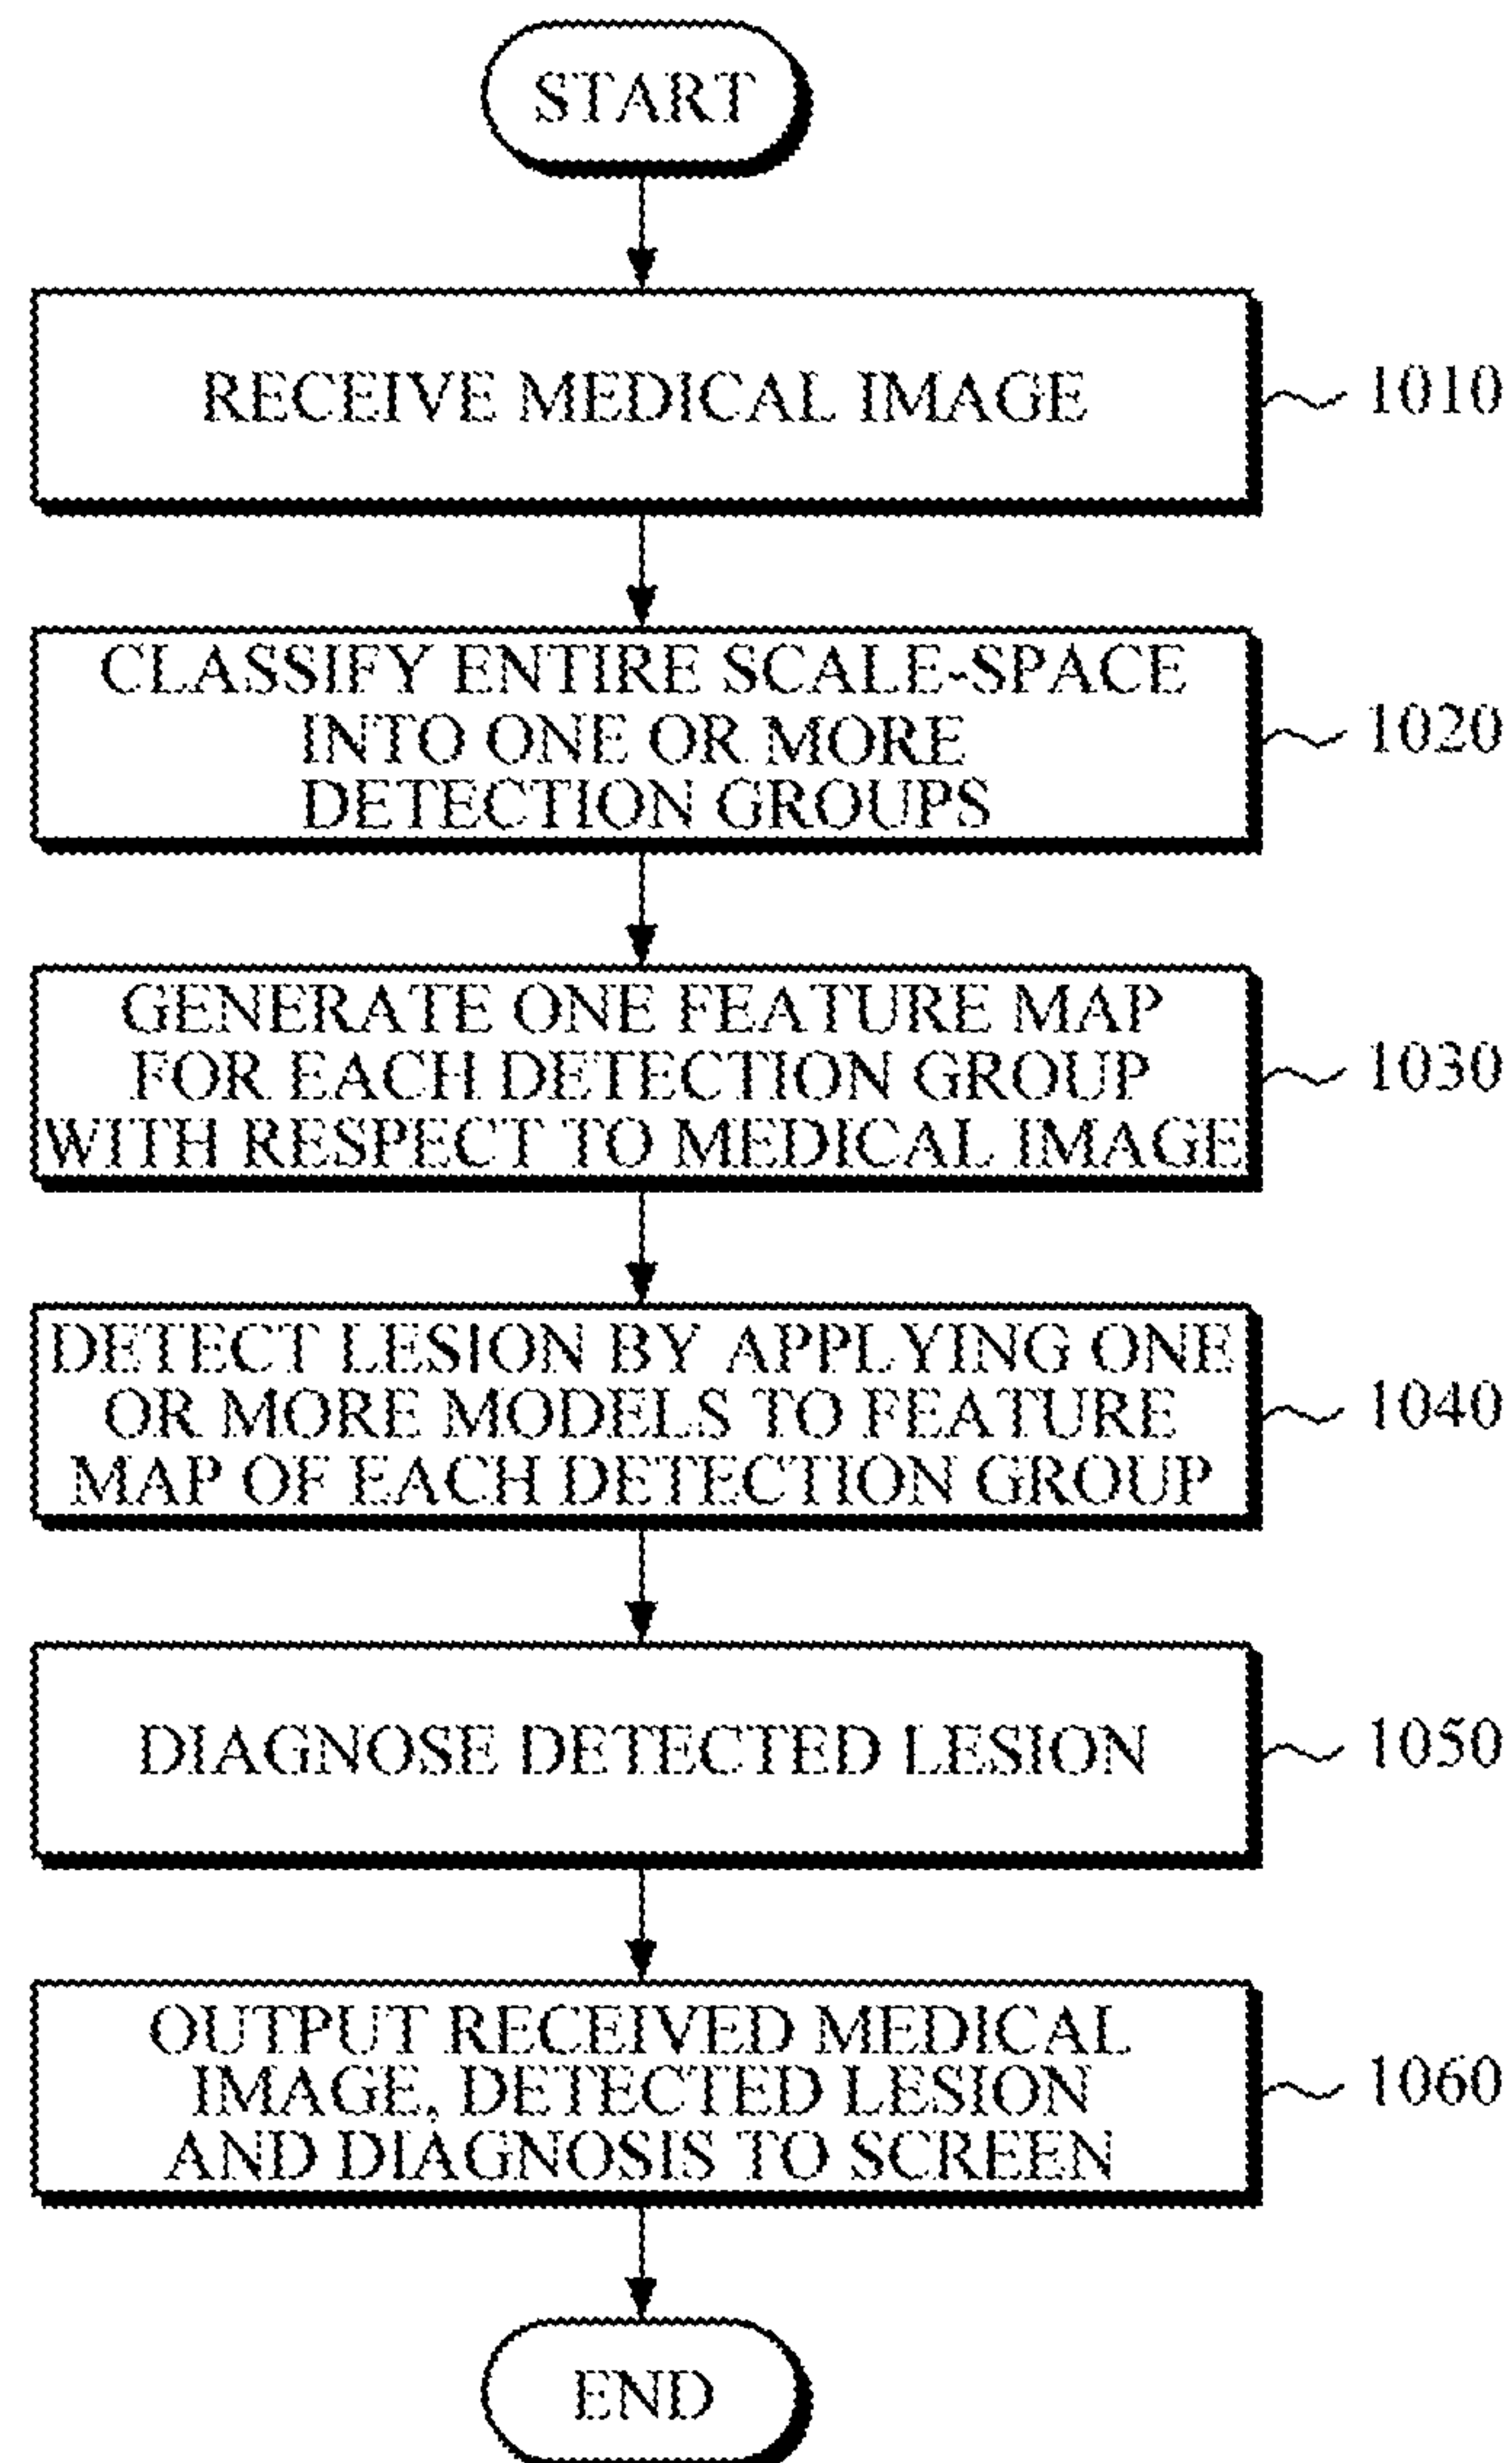 START
RECEIVE MEDICAL IMAGE
1010
CLASSIFY ENTIRE SCALE-SPACE
INTO ONE OR MORE
DETECTION GROUPS
1020
GENERATE ONE FEATURE MAP
FOR EACH DETECTION GROUP
WITH RESPECT TO MEDICAL IMAGE
1030
DETECT LESION BY APPLYING ONE
OR MORE MODELS TO FEATURE
MAP OF EACH DETECTION GROUP
1040
DIAGNOSE DETECTED LESION
1050
OUTPUT RECEIVED MEDICAL
IMAGE, DETECTED LESION
AND DIAGNOSIS TO SCREEN
1060
END